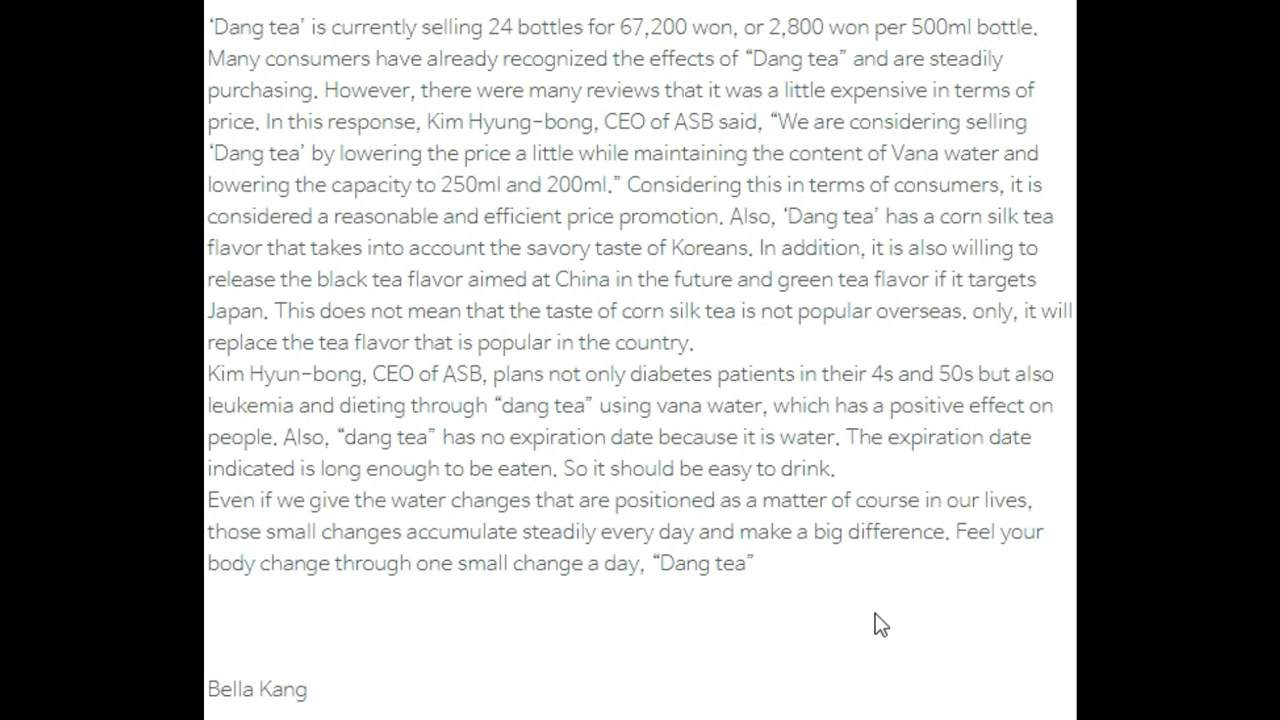 ‘Dang tea’ is currently selling 24 bottles for 67,200 won, or 2,800 won per 500ml bottle.
Many consumers have already recognized the effects of “Dang tea” and are steadily
purchasing. However, there were many reviews that it was a little expensive in terms of
price. In this response, Kim Hyung-bong, CEO of ASB said, “We are considering selling
‘Dang tea’ by lowering the price a little while maintaining the content of Vana water and
lowering the capacity to 250ml and 200ml.” Considering this in terms of consumers, it is
considered a reasonable and efficient price promotion. Also, ‘Dang tea’ has a corn silk tea
flavor that takes into account the savory taste of Koreans. In addition, it is also willing to
release the black tea flavor aimed at China in the future and green tea flavor if it targets
Japan. This does not mean that the taste of corn silk tea is not popular overseas. only, it will
replace the tea flavor that is popular in the country.
Kim Hyun-bong, CEO of ASB, plans not only diabetes patients in their 4s and 50s but also
leukemia and dieting through “dang tea” using vana water, which has a positive effect on
people. Also, “dang tea” has no expiration date because it is water. The expiration date
indicated is long enough to be eaten. So it should be easy to drink.
Even if we give the water changes that are positioned as a matter of course in our lives,
those small changes accumulate steadily every day and make a big difference. Feel your
body change through one small change a day, “Dang tea”
Bella Kang